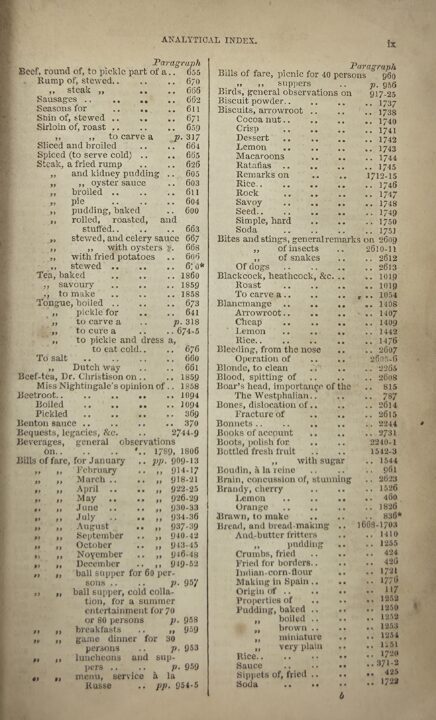 ANALYTICAL INDEX. ix
Paragraph
Beef, round of, to pickle part of a.. 655
Rump of, stewed.. .. .. 670
„ „ steak „ .. .. 666
Sausages .. .. .. .. 662
Seasons for .. .. .. 611
Shin of, stewed .. .. .. 671
Sirloin of, roast .. .. .. 659
„ „ to carve a p. 317
Sliced and broiled .. .. 664
Spiced (to serve cold) .. .. 665
Steak, a fried rump .. .. 626
„ and kidney pudding .. 605
„ „ oyster sauce .. 603
„ broiled .. .. .. 611
„ pie .. .. .. 604
„ pudding, baked .. 600
„ rolled, roasted, and
stuffed.. .. .. 663
„ stewed, and celery sauce 667
„ „ with oysters „. 668
„ with fried potatoes .. 606
„ stewed .. .. ..
Tea, baked .. .. .. 1860
„ savoury .. .. .. 1859
„ to make .. .. .. 1858
Tongue, boiled .. .. .. 673
„ pickle for .. .. 641
„ to carve a .. p. 318
„ to cure a .. .. 674-5
„ to pickle and dress a,
to eat cold.. .. 676
To salt .. .. .. .. 660
„ Dutch way .. .. 661
Beef-tea, Dr. Christison on.. .. 1859
Miss Nightingale's opinion of .. 1858
Beetroot.. .. .. .. .. 1094
Boiled .. .. .. .. 1094
Pickled .. .. .. .. 369
Benton sauce .. .. .. .. 370
Bequests, legacies, &c. .. 2744-9
Beverages, general observations
on.. .. .. 1789, 1806
Bills of fare, for January .. pp. 909-13
„ „ February .. „ 914-17
„ „ March .. .. „ 918-21
„ „ April .. .. „ 922-25
„ „ May .. .. „ 926-29
„ „ June .. .. „ 930-33
„ „ July .. .. „ 934-36
„ „ August .. „ 937-39
„ „ September „ 940-42
„ „ October .. „ 943-45
„ „ November .. „ 946-48
„ „ December .. „ 949-52
„ „ ball supper for 60 per-
sons .. .. .. p. 957
„ „ ball supper, cold colla-
tion, for a summer
entertainment for 70
or 80 persons p. 958
„ „ breakfasts .. „ 959
„ „ game dinner for 30
persons .. p. 953
„ „ luncheons and sup-
pers .. .. p. 959
„ „ menu, service à la
Russe .. pp. 954-5
Paragraph
Bills of fare, picnic for 40 persons 960
„ „ suppers .. p. 956
Birds, general observations on 917-25
Biscuit powder.. .. .. .. 1737
Biscuits, arrowroot .. .. .. 1738
Cocoa nut.. .. .. .. 1740
Crisp .. .. .. .. 1741
Dessert .. .. .. .. 1742
Lemon .. .. .. .. 1743
Macaroons .. .. .. 1744
Ratafias .. .. .. .. 1745
Remarks on .. .. 1712-15
Rice.. .. .. .. .. 1746
Rock .. .. .. .. 1747
Savoy .. .. .. .. 1748
Seed.. .. .. .. .. 1749
Simple, hard .. .. .. 1750
Soda .. .. .. .. 1751
Bites and stings, general remarks on 2609
„ of insects .. 2610-11
„ of snakes .. .. 2612
Of dogs .. .. .. .. 2613
Blackcock, heathcock, &c. .. .. 1019
Roast .. .. .. .. 1019
To carve a .. .. .. .. 1054
Blancmange .. .. .. .. 1408
Arrowroot.. .. .. .. 1407
Cheap .. .. .. .. 1409
Lemon .. .. .. .. 1442
Rice.. .. .. .. .. 1476
Bleeding, from the nose .. .. 2607
Operation of ..
Blonde, to clean .. .. .. 2265
Blood, spitting of .. .. .. 2608
Boar's head, importance of the .. 815
The Westphalian.. .. .. 787
Bones, dislocation of .. .. .. 2614
Fracture of .. .. .. 2615
Bonnets .. .. .. .. .. 2244
Books of account .. .. .. 2731
Boots, polish for .. .. 2240-1
Bottled fresh fruit .. .. 1542-3
„ with sugar .. 1544
Boudin, à la reine .. .. .. 961
Brain, concussion of, stunning .. 2623
Brandy, cherry .. .. .. 1526
Lemon .. .. .. .. 460
Orange .. .. .. .. 1826
Brawn, to make .. .. .. 836*
Bread, and bread-making .. 1668-1703
And-butter fritters .. .. 1410
„ pudding .. .. 1255
Crumbs, fried .. .. .. 424
Fried for borders.. .. .. 426
Indian-corn-flour .. .. 1721
Making in Spain .. .. .. 1776
Origin of .. .. .. .. 117
Properties of .. .. .. 1252
Pudding, baked .. .. .. 1250
„ boiled .. .. .. 1252
„ brown .. .. .. 1253
„ miniature .. .. 1254
„ very plain .. .. 1251
Rice.. .. .. .. .. 1720
Sauce .. .. .. .. 371-2
Sippets of, fried .. .. .. 425
Soda .. .. .. .. .. 1722
b